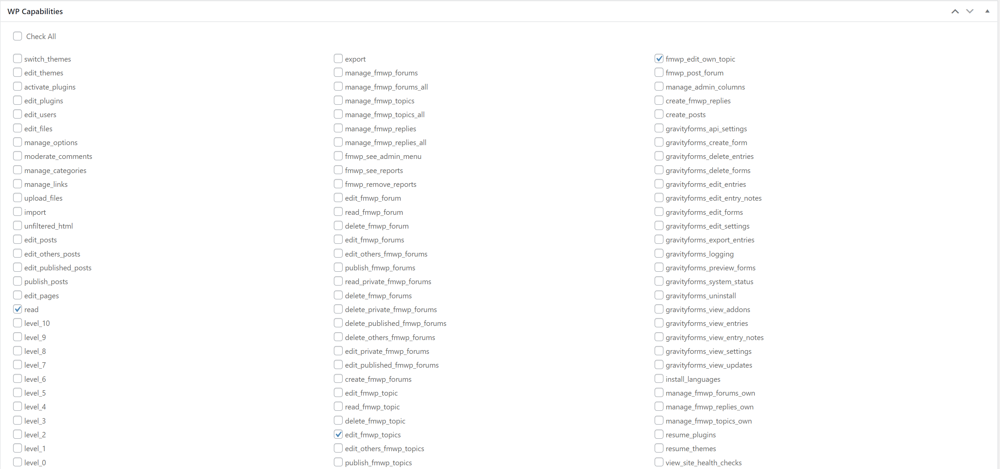 WP Capabilities
Check All
switch_themes
edit_themes
activate_plugins
edit_plugins
edit_users
edit_files
manage_options
moderate_comments
manage_categories
manage_links
upload_files
import
unfiltered_html
edit_posts
edit_others_posts
edit_published_posts
publish_posts
edit_pages
read
level_10
level_9
level_8
level_7
level_6
level_5
level_4
level_3
level_2
level_1
level_0
export
manage_fmwp_forums
manage_fmwp_forums_all
manage_fmwp_topics
manage_fmwp_topics_all
manage_fmwp_replies
manage_fmwp_replies_all
fmwp_see_admin_menu
fmwp_see_reports
fmwp_remove_reports
edit_fmwp_forum
read_fmwp_forum
delete_fmwp_forum
edit_fmwp_forums
edit_others_fmwp_forums
publish_fmwp_forums
read_private_fmwp_forums
delete_fmwp_forums
delete_private_fmwp_forums
delete_published_fmwp_forums
delete_others_fmwp_forums
edit_private_fmwp_forums
edit_published_fmwp_forums
create_fmwp_forums
edit_fmwp_topic
read_fmwp_topic
delete_fmwp_topic
edit_fmwp_topics
edit_others_fmwp_topics
publish_fmwp_topics
fmwp_edit_own_topic
fmwp_post_forum
manage_admin_columns
create_fmwp_replies
create_posts
gravityforms_api_settings
gravityforms_create_form
gravityforms_delete_entries
gravityforms_delete_forms
gravityforms_edit_entries
gravityforms_edit_entry_notes
gravityforms_edit_forms
gravityforms_edit_settings
gravityforms_export_entries
gravityforms_logging
gravityforms_preview_forms
gravityforms_system_status
gravityforms_uninstall
gravityforms_view_addons
gravityforms_view_entries
gravityforms_view_entry_notes
gravityforms_view_settings
gravityforms_view_updates
install_languages
manage_fmwp_forums_own
manage_fmwp_replies_own
manage_fmwp_topics_own
resume_plugins
resume_themes
view_site_health_checks